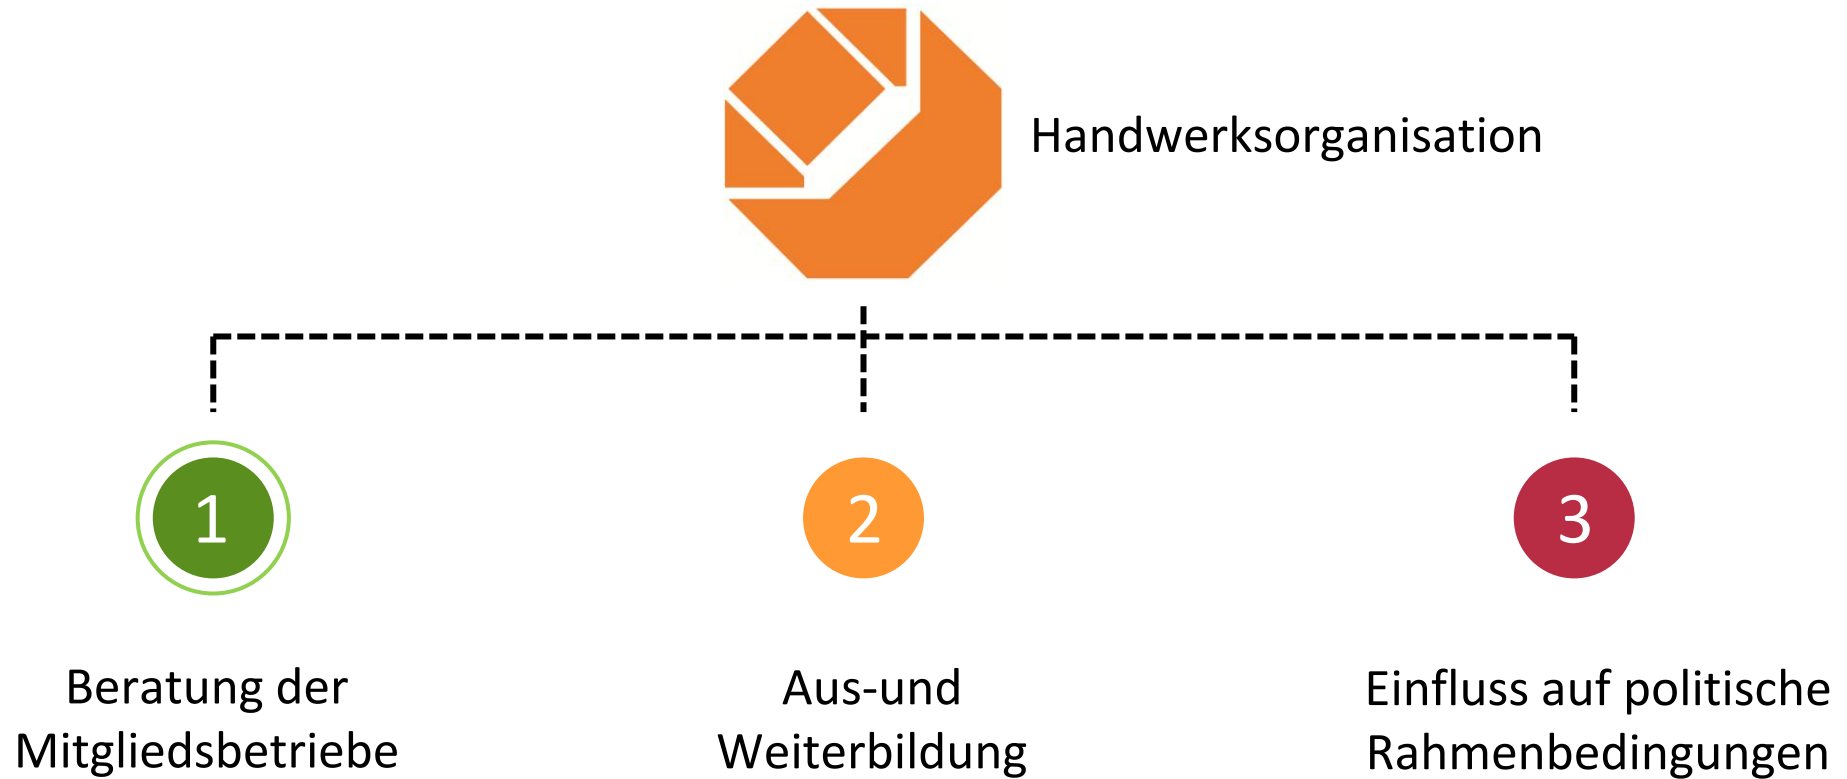 Handwerksorganisation
1
2
3
Beratung der
Mitgliedsbetriebe
Aus-und
Weiterbildung
Einfluss auf politische
Rahmenbedingungen